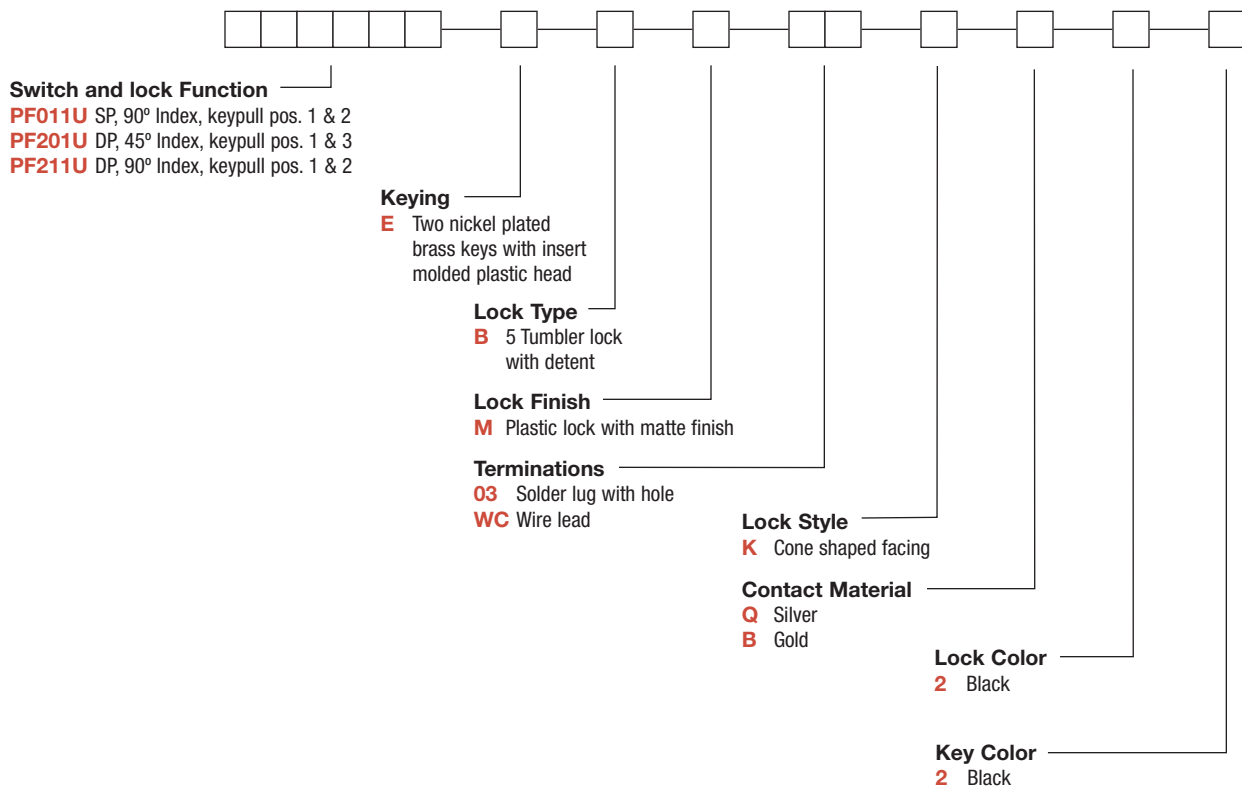 Switch and lock Function
PF011U SP, 90º Index, keypull pos. 1 & 2
PF201U DP, 45º Index, keypull pos. 1 & 3
PF211U DP, 90º Index, keypull pos. 1 & 2
Keying
E Two nickel plated
brass keys with insert
molded plastic head
Lock Type
B 5 Tumbler lock
with detent
Lock Finish
M Plastic lock with matte finish
Terminations
03 Solder lug with hole
WC Wire lead
Lock Style
K Cone shaped facing
Contact Material
Q Silver
B Gold
Lock Color
2 Black
Key Color
2 Black